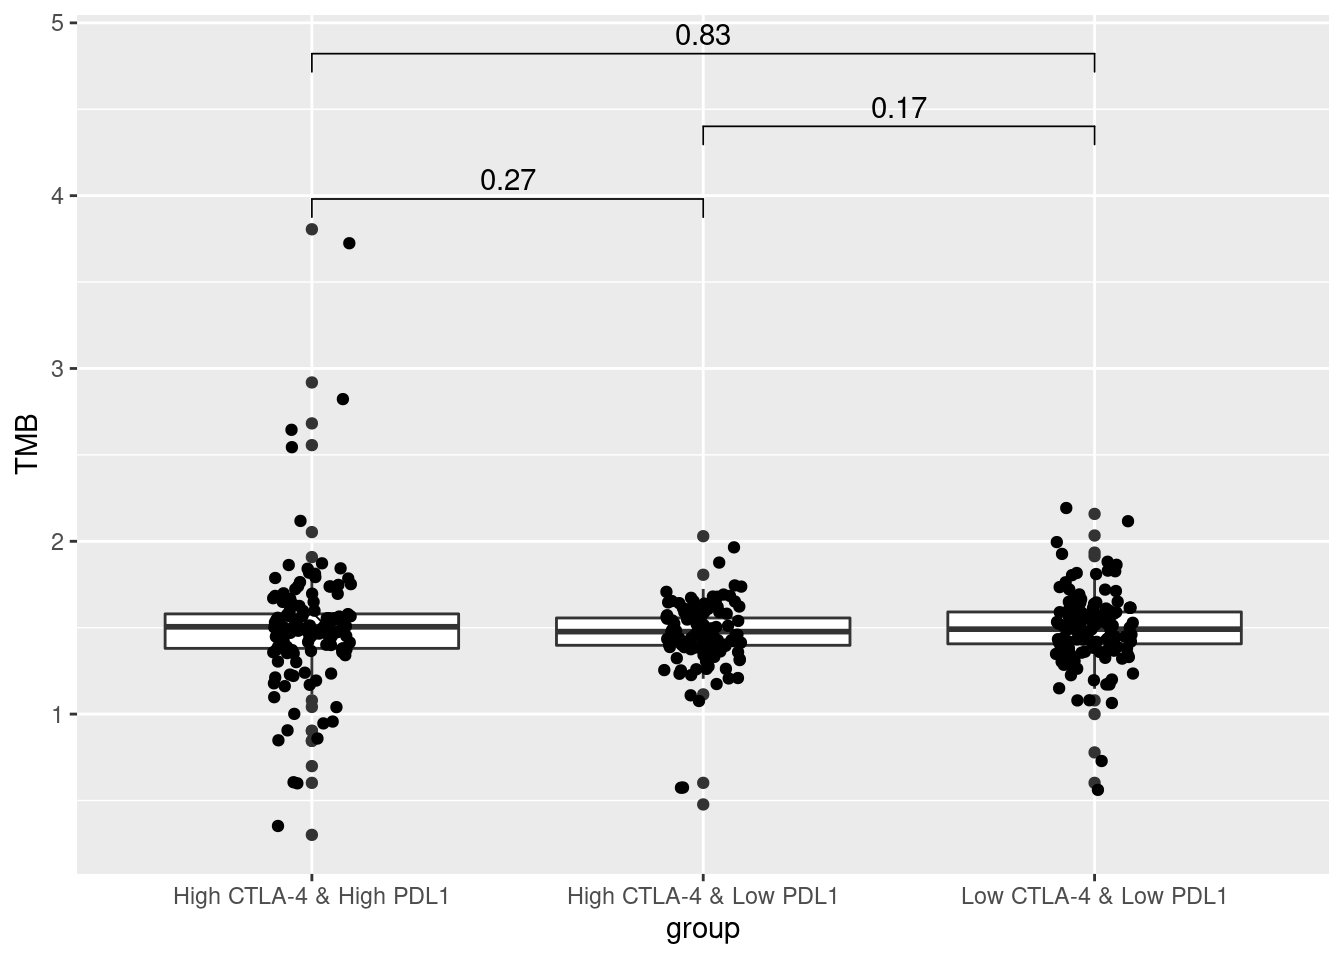 5
0.83
0.17
0.27
4
3
TMB
2
1
High CTLA-4 & High PDL1
High CTLA-4 & Low PDL1
Low CTLA-4 & Low PDL1
group